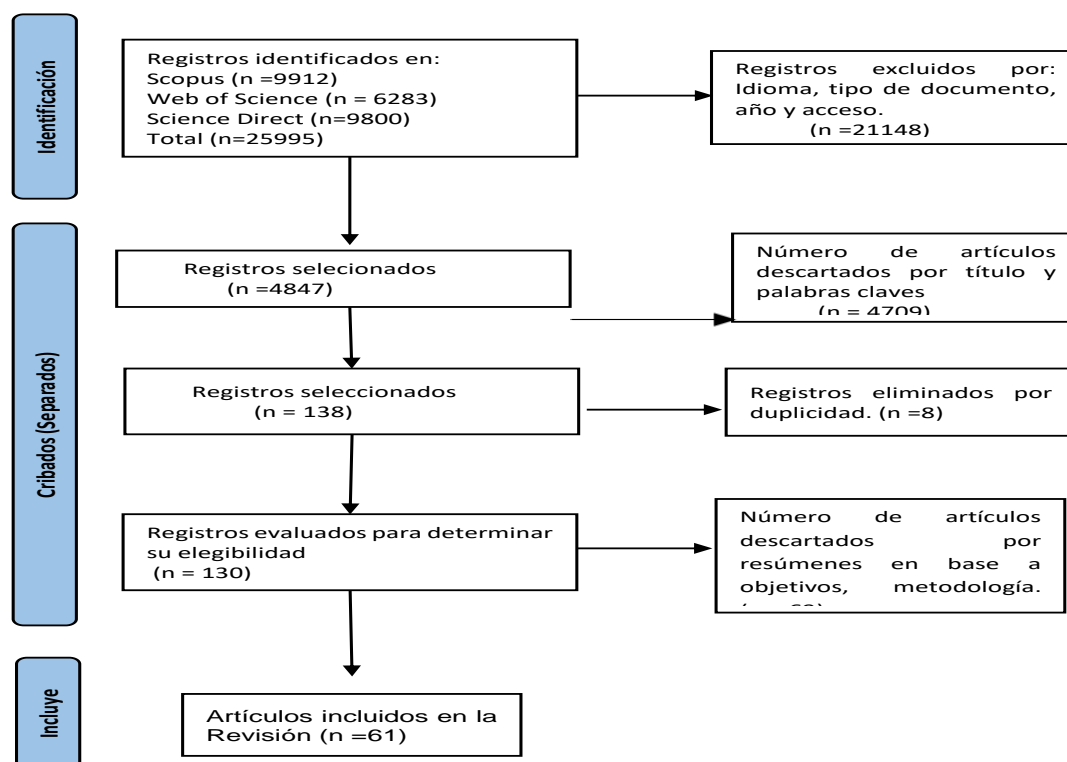 Identificación
Registros identificados en:
Scopus (n =9912)
Web of Science (n = 6283)
Science Direct (n=9800)
Total (n=25995)
Registros excluidos por:
Idioma, tipo de documento,
año y acceso.
(n =21148)
Cribados (Separados)
Registros selecionados
(n =4847)
Número de artículos
descartados por título y
palabras claves
(n = 4709)
Registros seleccionados
(n = 138)
Registros eliminados por
duplicidad. (n =8)
Registros evaluados para determinar
su elegibilidad
(n = 130)
Número de artículos
descartados por
resúmenes en base a
objetivos, metodología.
Incluye
Artículos incluidos en la
Revisión (n =61)